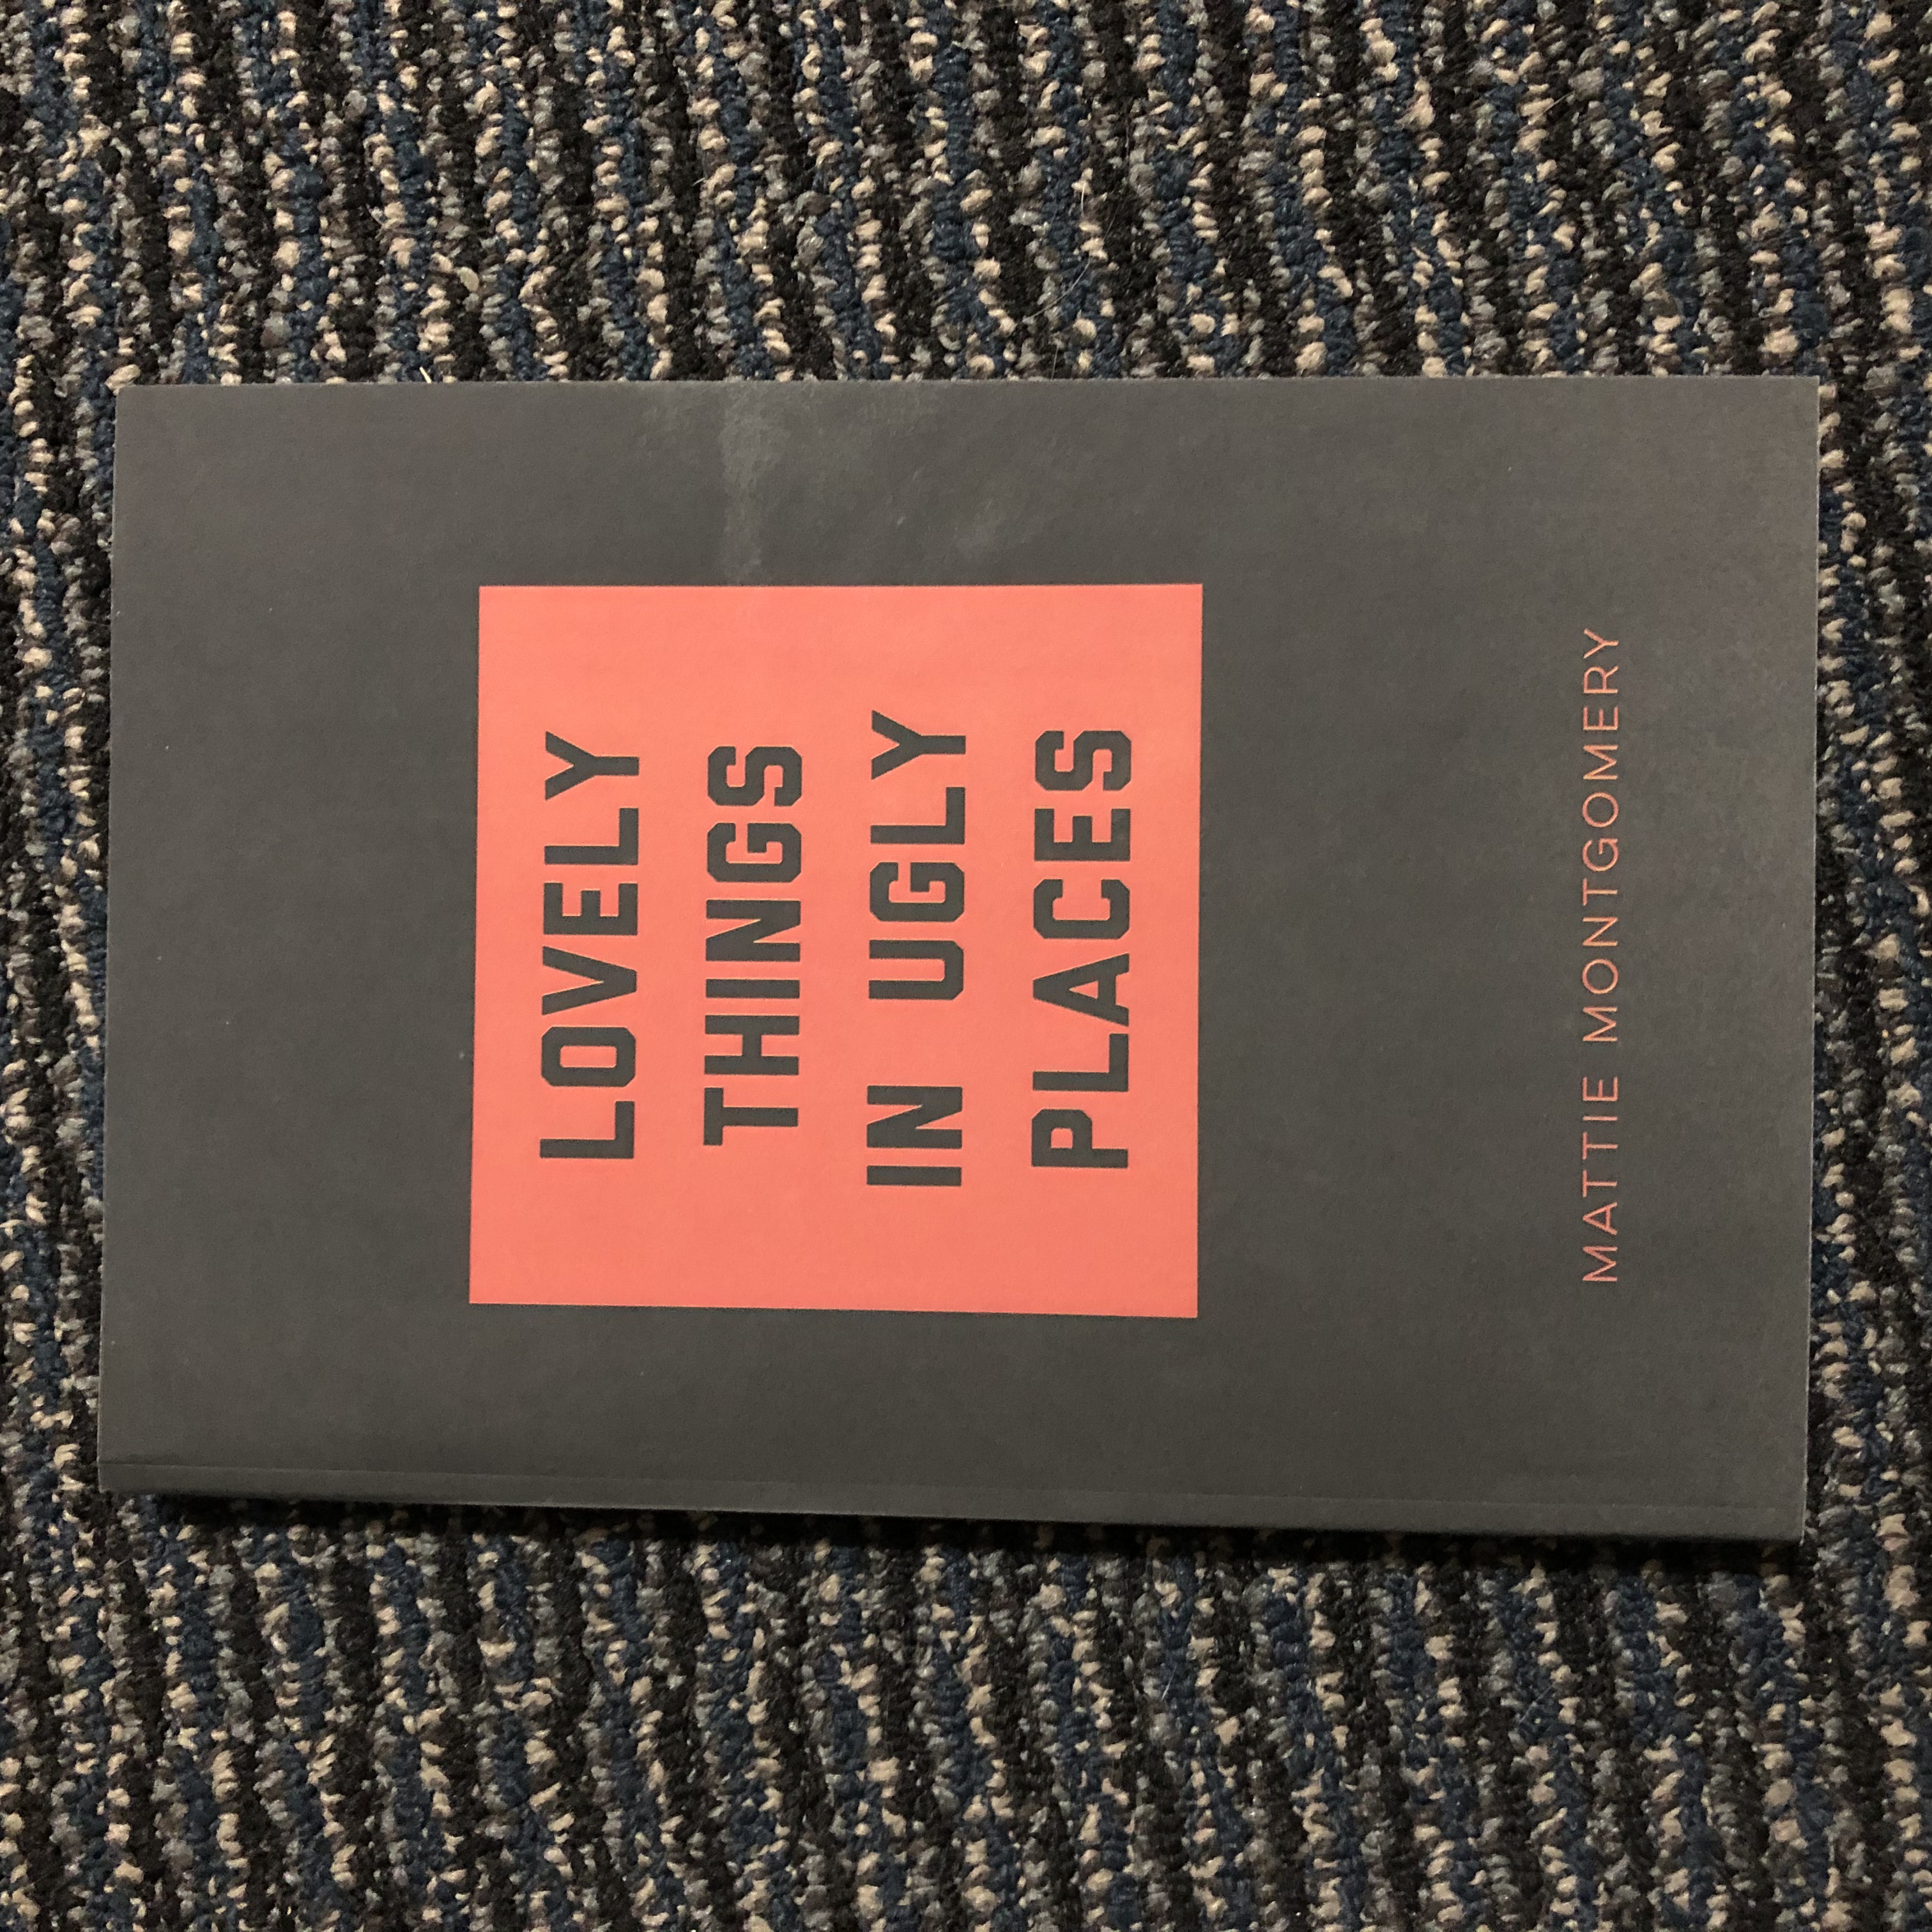 LOVELY
THINGS
IN UGLY
PLACES
MATTIE MONTGOMERY